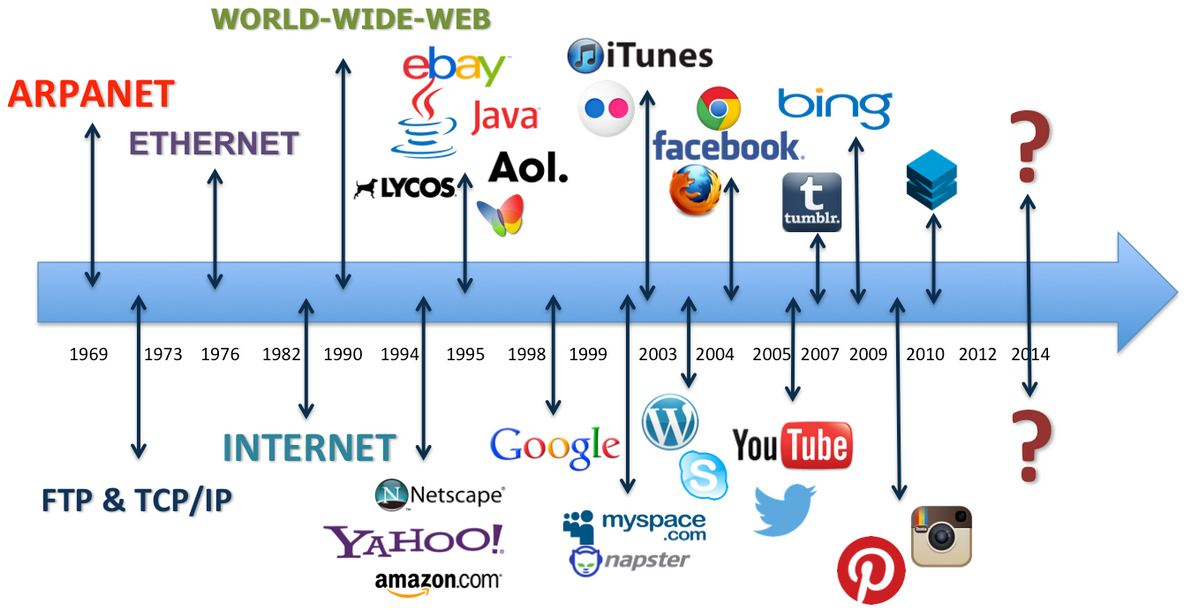 WORLD-WIDE-WEB
ebay
iTunes
ARPANET
Java
bing
ETHERNET
facebook
Aol.
LYCOS
t
tumblr.
?
1969
1973
1976
1982
1990
1994
1995
1998
1999
2003
2004
2005
2007
2009
2010
2012
2014
INTERNET
Google
W
You Tube
S
?
FTP & TCP/IP
N Netscape®
YAHOO!
amazon.com
myspace
.com
napster
P